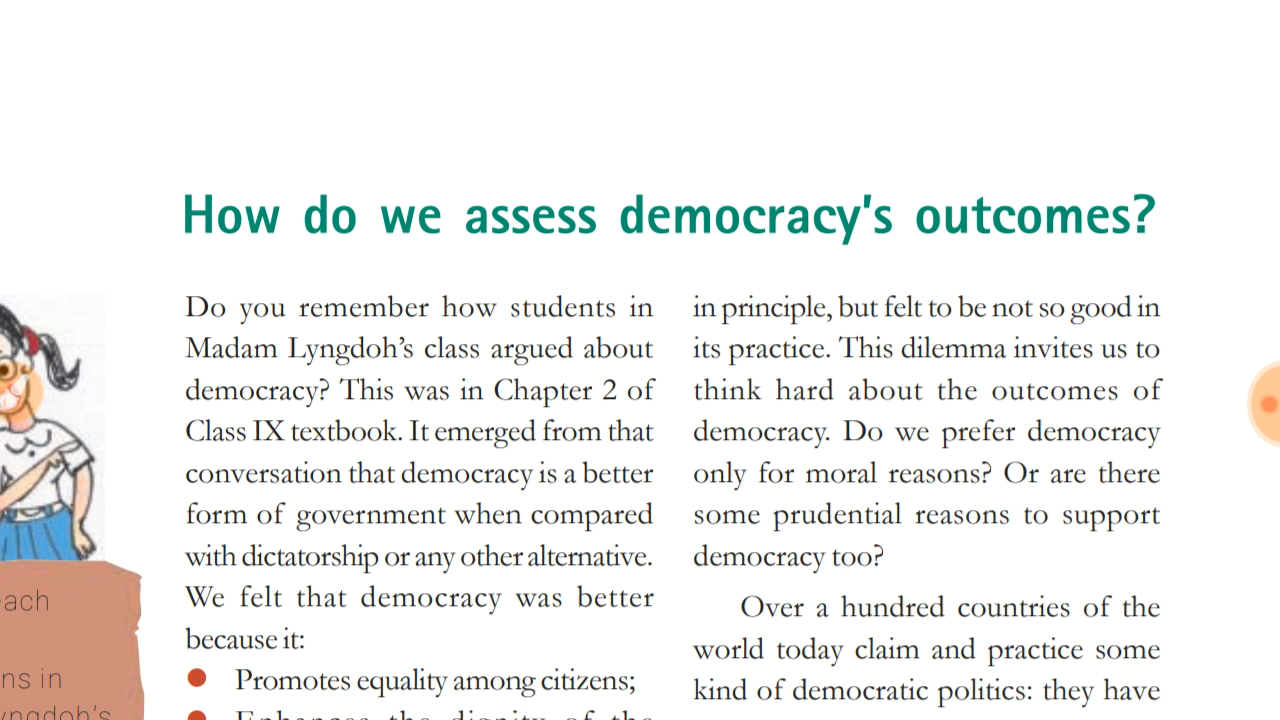 How do we assess democracy's outcomes?
Do you remember how students in
Madam Lyngdoh's class argued about
democracy? This was in Chapter 2 of
Class IX textbook. It emerged from that
conversation that democracy is a better
form of government when compared
with dictatorship or any other alternative.
We felt that democracy was better
because it:
● Promotes equality among citizens;
● Enhances the dignity of the
in principle, but felt to be not so good in
its practice. This dilemma invites us to
think hard about the outcomes of
democracy. Do we prefer democracy
only for moral reasons? Or are there
some prudential reasons to support
democracy too?
Over a hundred countries of the
world today claim and practice some
kind of democratic politics: they have
ns in